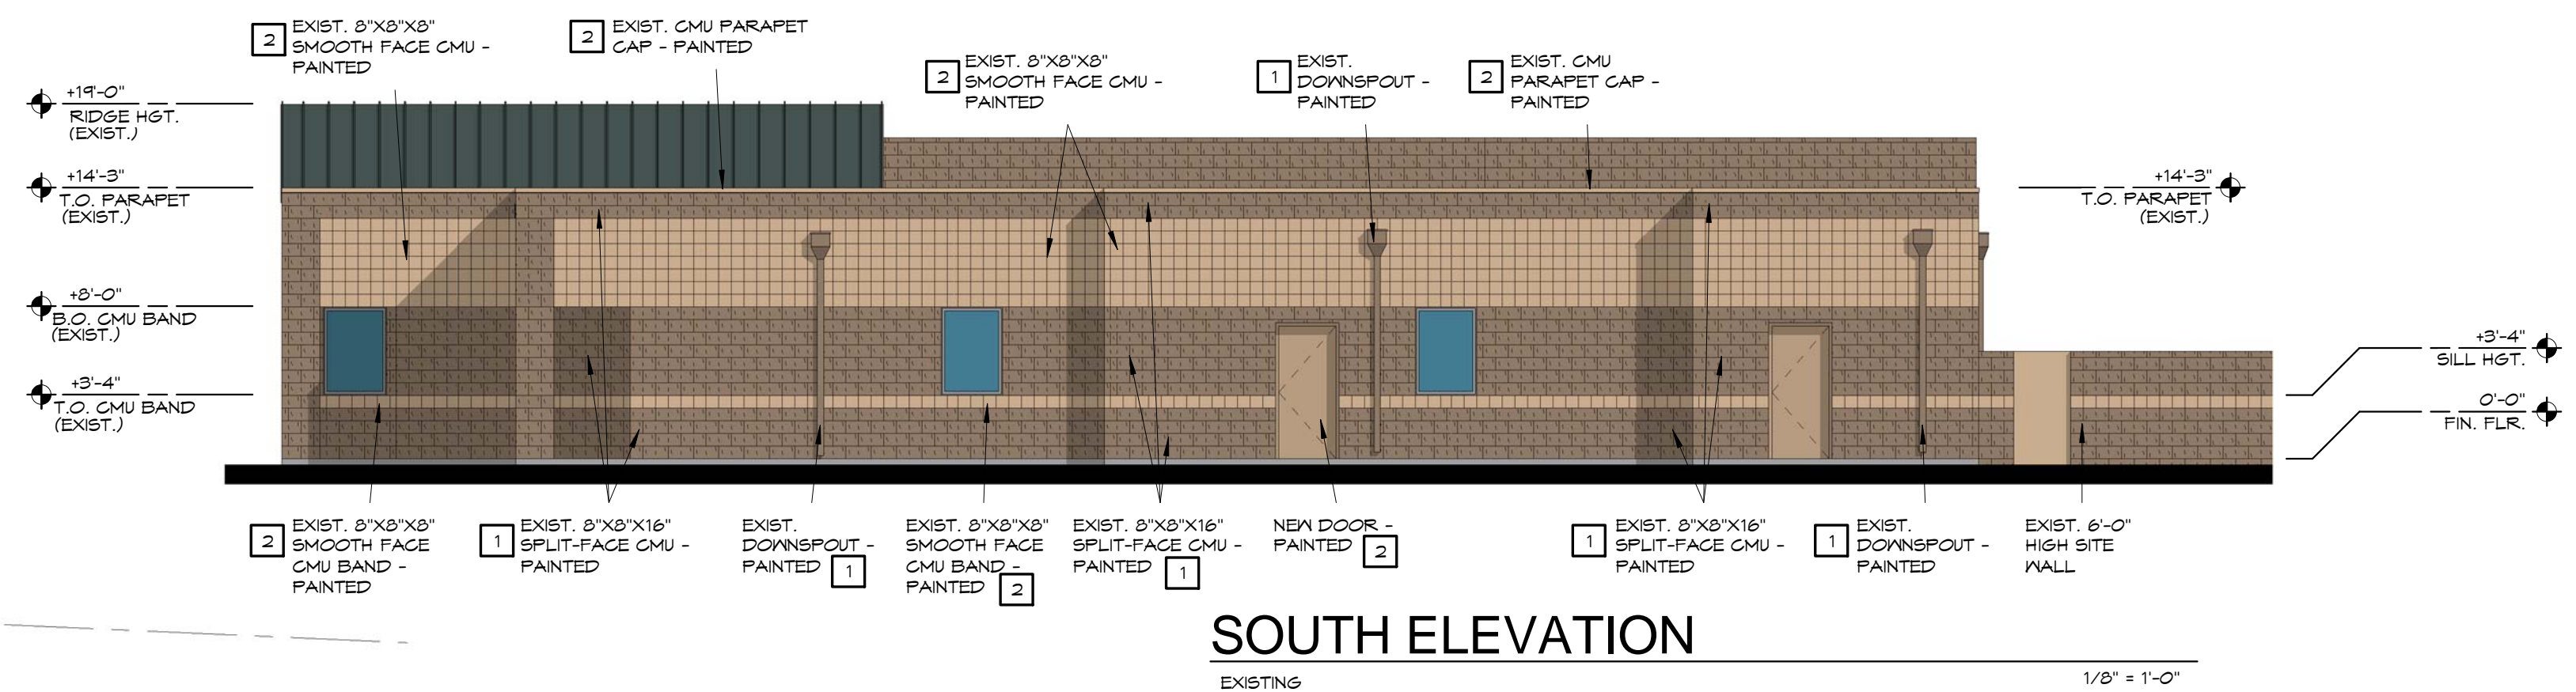 2
EXIST. 8"X8"X8"
SMOOTH FACE CMU -
PAINTED
2
EXIST. CMU PARAPET
CAP - PAINTED
2
EXIST. 8"X8"X8"
SMOOTH FACE CMU -
PAINTED
1
EXIST.
DOWNSPOUT -
PAINTED
2
EXIST. CMU
PARAPET CAP -
PAINTED
+19'-0"
RIDGE HGT.
(EXIST.)
+14'-3"
T.O. PARAPET
(EXIST.)
+8'-0"
B.O. CMU BAND
(EXIST.)
+3'-4"
T.O. CMU BAND
(EXIST.)
+14'-3"
T.O. PARAPET
(EXIST.)
+3'-4"
SILL HGT.
0'-0"
FIN. FLR.
2
EXIST. 8"X8"X8"
SMOOTH FACE
CMU BAND -
PAINTED
1
EXIST. 8"X8"X16"
SPLIT-FACE CMU -
PAINTED
EXIST.
DOWNSPOUT -
PAINTED
1
EXIST. 8"X8"X8"
SMOOTH FACE
CMU BAND -
PAINTED
2
EXIST. 8"X8"X16"
SPLIT-FACE CMU -
PAINTED
1
NEW DOOR -
PAINTED
2
1
EXIST. 8"X8"X16"
SPLIT-FACE CMU -
PAINTED
1
EXIST.
DOWNSPOUT -
PAINTED
EXIST. 6'-0"
HIGH SITE
WALL
SOUTH ELEVATION
EXISTING
1/8" = 1'-0"